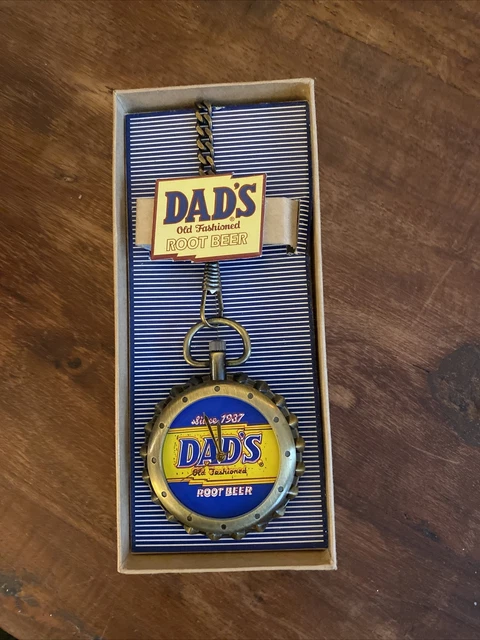 DAD'S
Old Fashioned
ROOT BEER
Since 1937
DAD'S
Old Fashioned
ROOT BEER